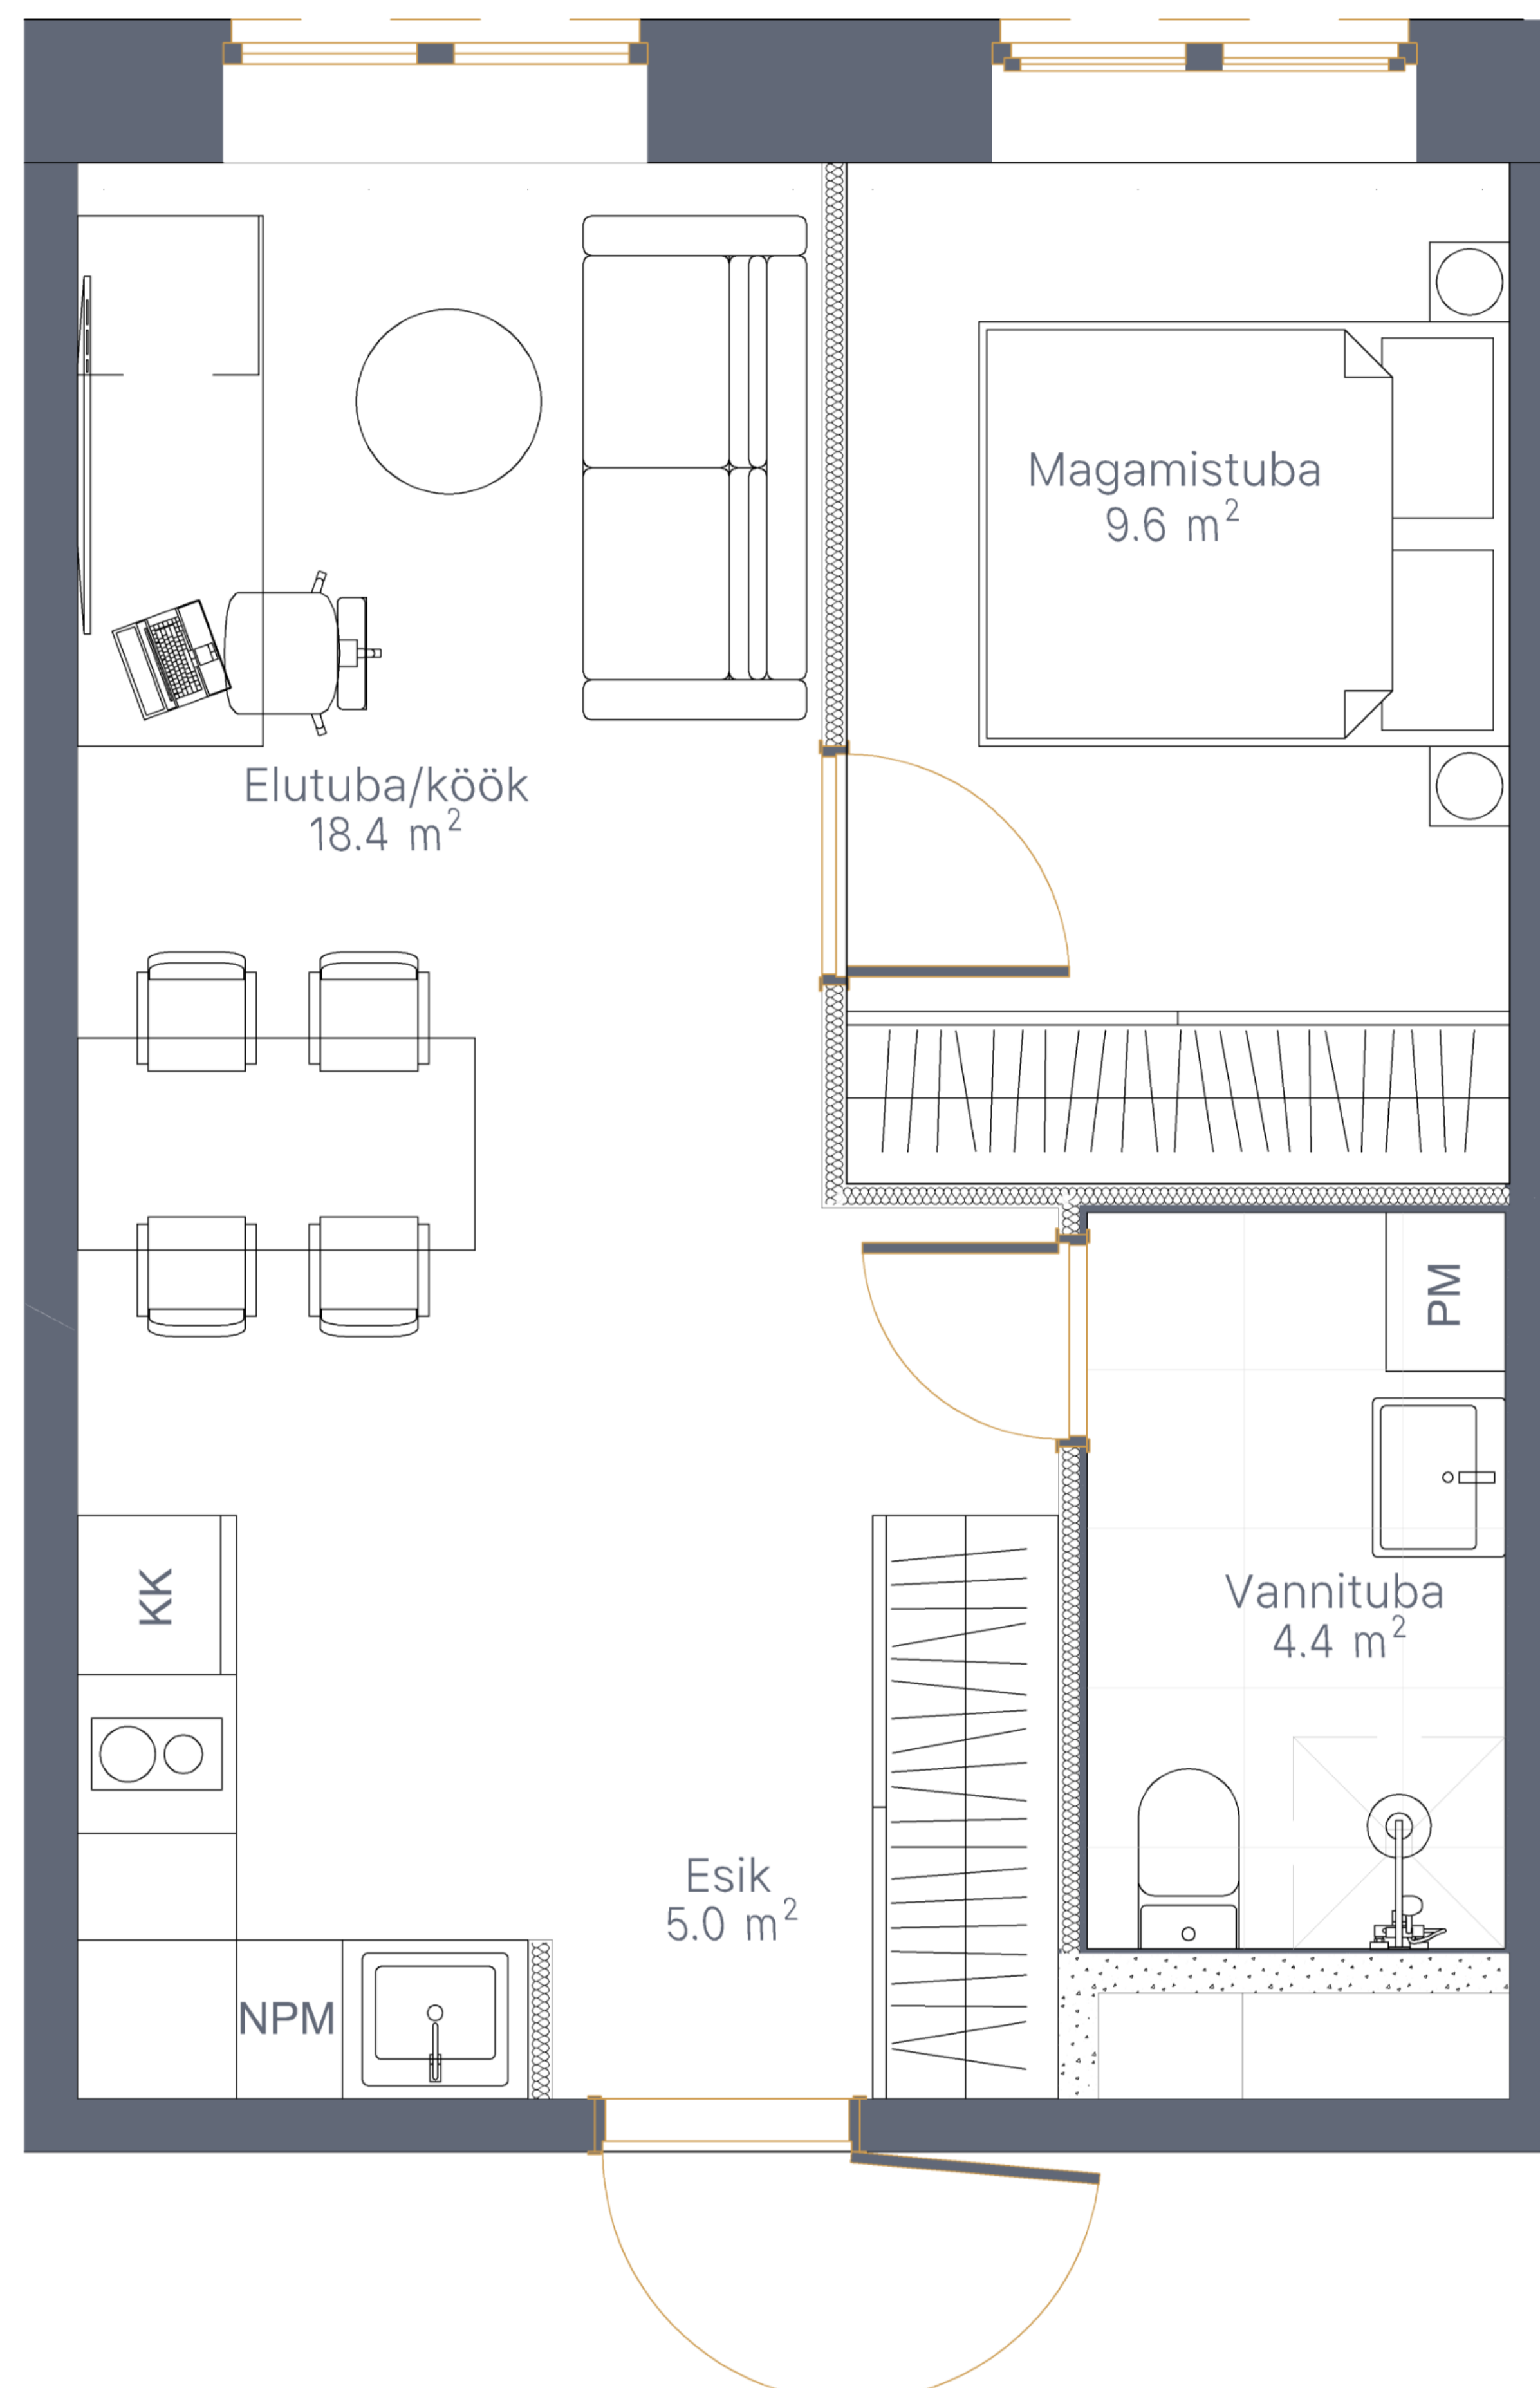 Magamistuba
9.6 m²
Elutuba/köök
18.4 m²
PM
KK
Vannituba
4.4 m²
Esik
5.0 m²
NPM